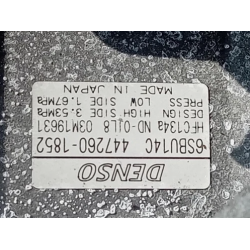 DENSO
6SBU14C 447260-1852
HFC134a ND-OIL8 03M19631
DESIGN HIGH SIDE 3.53MPa
PRESS LOW SIDE 1.67MPa
MADE IN JAPAN